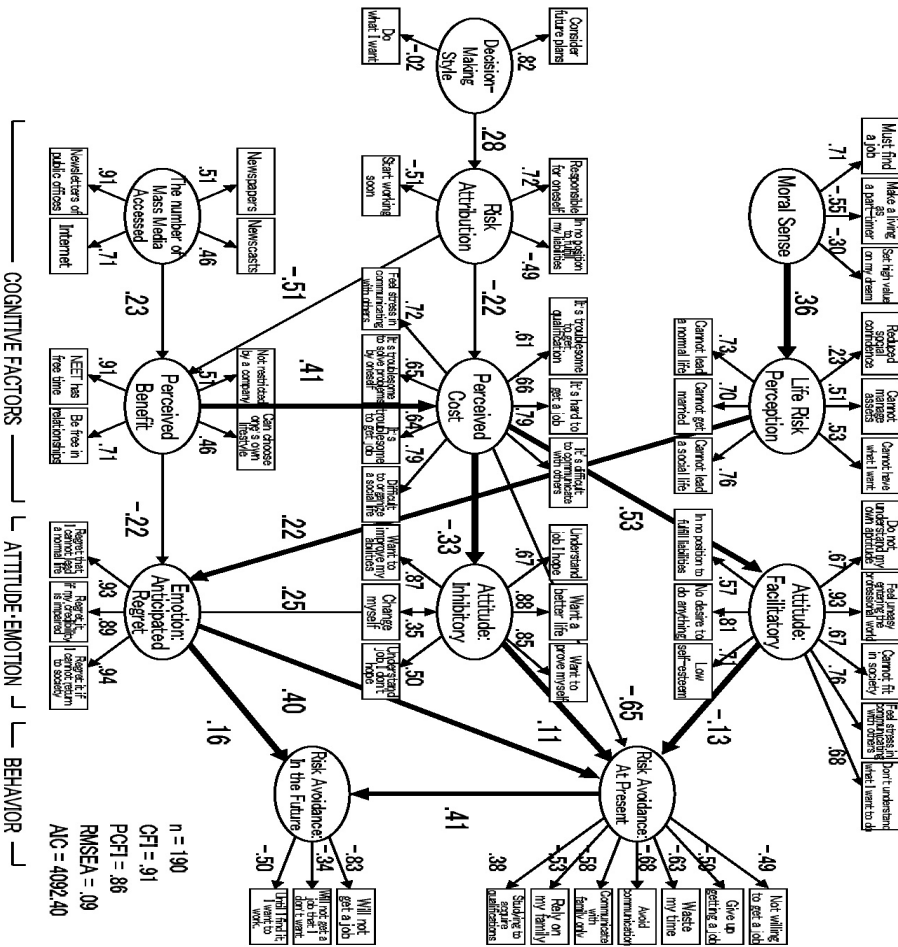 Not willing
to get a job
-.49
Give up
getting a job
Waste
my time
-.63
Avoid
communication
-.68
Communicate
with
family only
-.58
Rely on
my family
-.53
Studying to
acquire
qualifications
.38
Will not
get a job
-.83
Will not get a
job that I
don't want
-.34
Until I find it,
I want to
work.
-.50
n = 190
CFI = .91
PCFI = .86
RMSEA = .09
AIC = 4092.40
Risk Avoidance:
At Present
Risk Avoidance:
In the Future
.41
-.13
-.65
.11
.40
.16
Don't understand
what I want to do
.68
Feel stress in
communicating
with others
.76
Cannot fit
in society
.67
Feel uneasy
entering the
professional world
.93
Do not
understand my
own aptitude
.67
Attitude:
Facilitatory
Low
self-esteem
.71
No desire to
do anything
.81
In no position to
fulfill liabilities
.57
Want to
prove myself
.85
Want a
better life
.88
Understand
job I hope
.67
Attitude:
Inhibitory
Understand
job I don't
hope
.50
Change
myself
.35
Want to
improve my
abilities
.87
Emotion:
Anticipated
Regret
Regret it if
I cannot return
to society
.94
Regret it,
if my credibility
is impaired
.89
Regret that
I cannot lead
a normal life
.93
.53
-.33
.22
.25
-.22
Cannot have
what I want
.53
Cannot
manage
assets
.51
Reduced
social
confidence
.23
Life Risk
Perception
Cannot lead
a social life
.76
Cannot get
married
.70
Cannot lead
a normal life
.73
It's difficult
to communicate
with others
.79
It's hard to
get a job
.66
It's troublesome
to get
qualification
.61
Perceived
Cost
Difficult
to organize
a social life
.79
It's
troublesome
to get job
.64
It's troublesome
to solve problems
by oneself
.65
Feel stress in
communicating
with others
.72
Can choose
one's own
lifestyle
.46
Not restricted
by a company
.51
Perceived
Benefit
Be free in
relationships
.71
NEET has
free time
.91
.36
-.22
.41
-.51
.23
Set high value
on my dream
-.30
Make a living
as
a part-timer
-.55
Must find
a job
.71
Moral Sense
In no position
to fulfill
my liabilities
-.49
Responsible
for oneself
.72
Risk
Attribution
Start working
soon
-.51
Newscasts
.46
Newspapers
.51
The number of
Mass Media
Accessed
Internet
.71
Newsletters of
public offices
.91
.28
Consider
future plans
.82
Decision-
Making
Style
Do
what I want
-.02
COGNITIVE FACTORS
ATTITUDE·EMOTION
BEHAVIOR